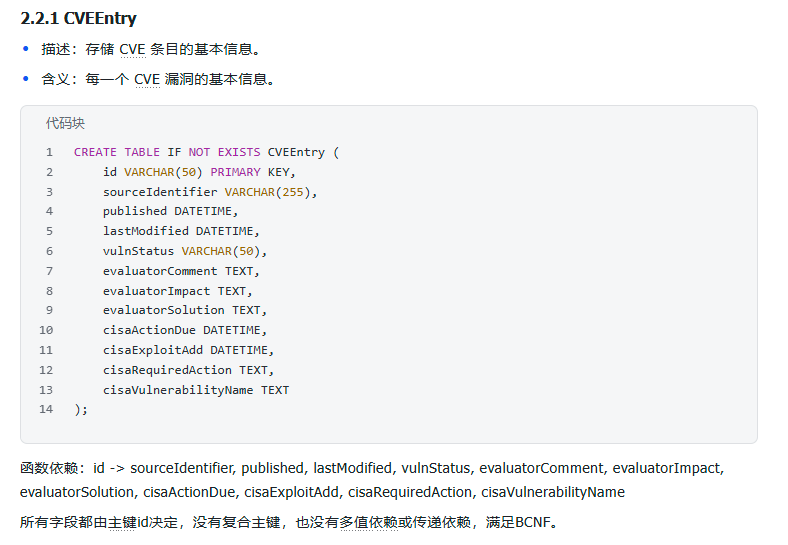 2.2.1 CVEEntry
• 描述：存储 CVE 条目的基本信息。
• 含义：每一个 CVE 漏洞的基本信息。
代码块
1 CREATE TABLE IF NOT EXISTS CVEEntry (
2 id VARCHAR(50) PRIMARY KEY,
3 sourceIdentifier VARCHAR(255),
4 published DATETIME,
5 lastModified DATETIME,
6 vulnStatus VARCHAR(50),
7 evaluatorComment TEXT,
8 evaluatorImpact TEXT,
9 evaluatorSolution TEXT,
10 cisaActionDue DATETIME,
11 cisaExploitAdd DATETIME,
12 cisaRequiredAction TEXT,
13 cisaVulnerabilityName TEXT
14 );
函数依赖：id -> sourceIdentifier, published, lastModified, vulnStatus, evaluatorComment, evaluatorImpact,
evaluatorSolution, cisaActionDue, cisaExploitAdd, cisaRequiredAction, cisaVulnerabilityName
所有字段都由主键id决定，没有复合主键，也没有多值依赖或传递依赖，满足BCNF。